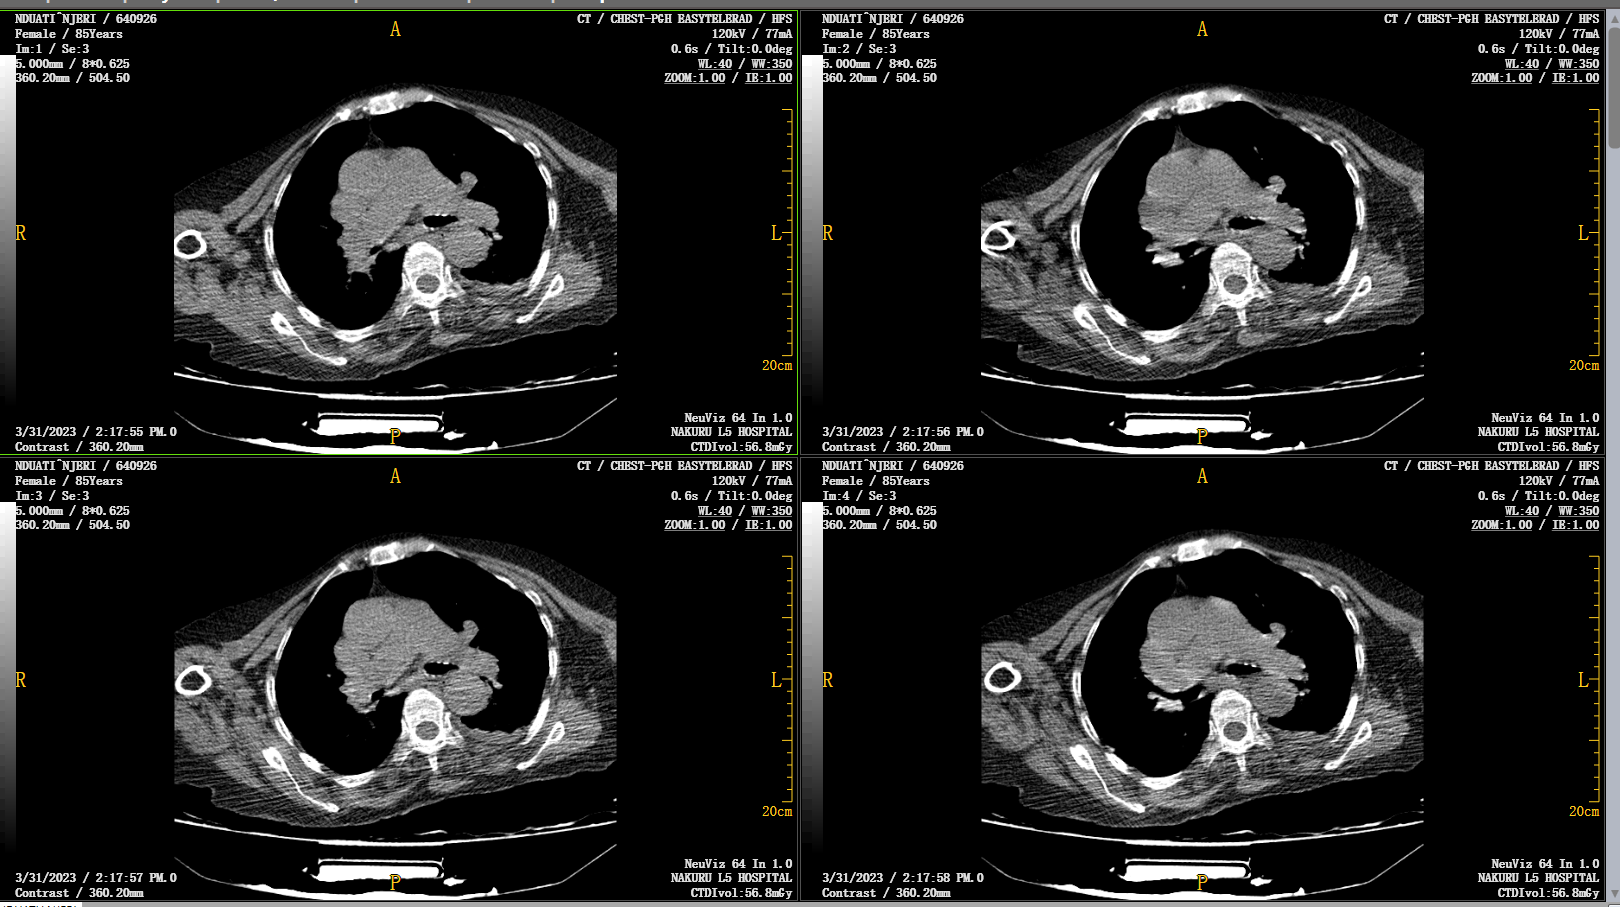 NDUATI^NJERI / 640926
Female / 85Years
Im:1 / Se:3
5.000mm / 8*0.625
360.20mm / 504.50
A
CT / CHEST-PGH EASYTELERAD / HFS
120kV / 77mA
0.6s / Tilt:0.0deg
WL:40 / WW:350
ZOOM:1.00 / IE:1.00
R
L
20cm
3/31/2023 / 2:17:55 PM.0
Contrast / 360.20mm
P
NeuViz 64 In 1.0
NAKURU L5 HOSPITAL
CTDIvol:56.8mGy
NDUATI^NJERI / 640926
Female / 85Years
Im:2 / Se:3
5.000mm / 8*0.625
360.20mm / 504.50
A
CT / CHEST-PGH EASYTELERAD / HFS
120kV / 77mA
0.6s / Tilt:0.0deg
WL:40 / WW:350
ZOOM:1.00 / IE:1.00
R
L
20cm
3/31/2023 / 2:17:56 PM.0
Contrast / 360.20mm
P
NeuViz 64 In 1.0
NAKURU L5 HOSPITAL
CTDIvol:56.8mGy
NDUATI^NJERI / 640926
Female / 85Years
Im:3 / Se:3
5.000mm / 8*0.625
360.20mm / 504.50
A
CT / CHEST-PGH EASYTELERAD / HFS
120kV / 77mA
0.6s / Tilt:0.0deg
WL:40 / WW:350
ZOOM:1.00 / IE:1.00
R
L
20cm
3/31/2023 / 2:17:57 PM.0
Contrast / 360.20mm
P
NeuViz 64 In 1.0
NAKURU L5 HOSPITAL
CTDIvol:56.8mGy
NDUATI^NJERI / 640926
Female / 85Years
Im:4 / Se:3
5.000mm / 8*0.625
360.20mm / 504.50
A
CT / CHEST-PGH EASYTELERAD / HFS
120kV / 77mA
0.6s / Tilt:0.0deg
WL:40 / WW:350
ZOOM:1.00 / IE:1.00
R
L
20cm
3/31/2023 / 2:17:58 PM.0
Contrast / 360.20mm
P
NeuViz 64 In 1.0
NAKURU L5 HOSPITAL
CTDIvol:56.8mGy